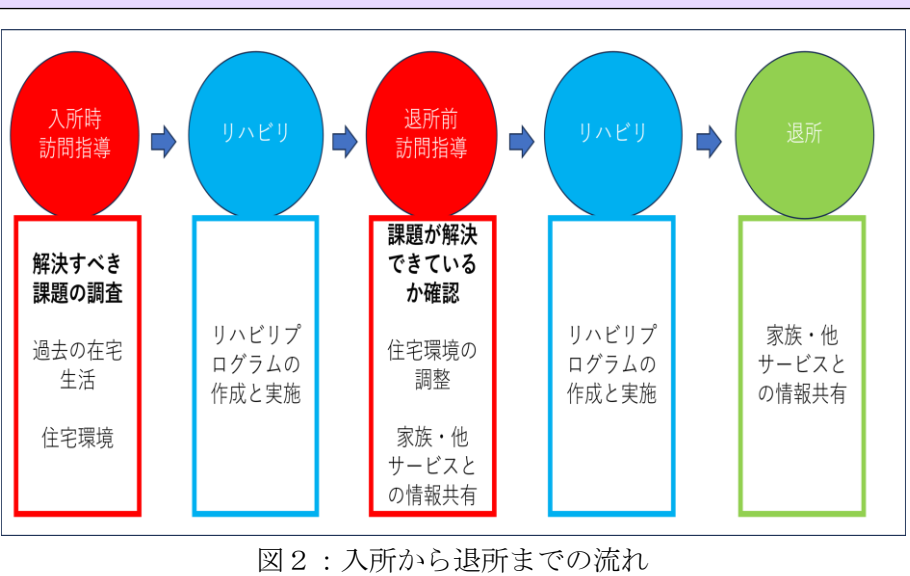 入所時
訪問指導
リハビリ
退所前
訪問指導
リハビリ
退所
解決すべき
課題の調査
過去の在宅
生活
住宅環境
リハビリプ
ログラムの
作成と実施
課題が解決
できている
か確認
住宅環境の
調整
家族・他
サービスと
の情報共有
リハビリプ
ログラムの
作成と実施
家族・他
サービスと
の情報共有
図２：入所から退所までの流れ